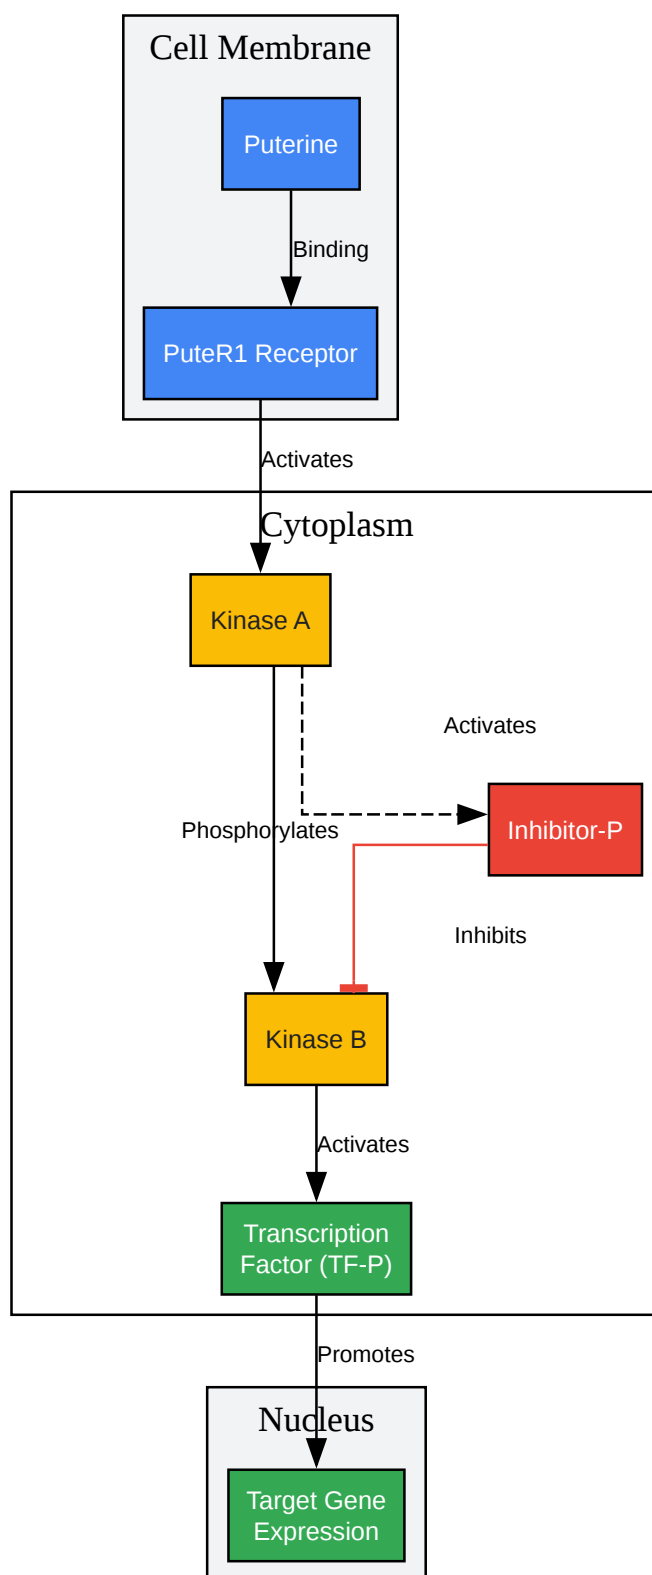 Cell Membrane
Puterine
Binding
PuteR1 Receptor
Activates
Cytoplasm
Kinase A
Activates
Phosphorylates
Inhibitor-P
Inhibits
Kinase B
Activates
Transcription
Factor (TF-P)
Promotes
Nucleus
Target Gene
Expression